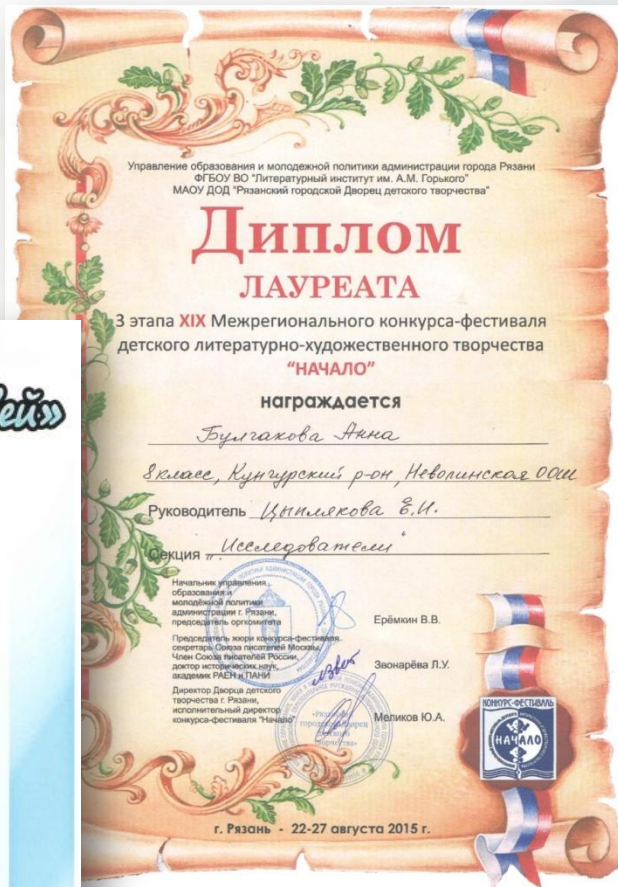 Управление образования и молодежной политики администрации города Рязани
ФГБОУ ВО "Литературный институт им. А.М. Горького"
МАОУ ДОД "Рязанский городской Дворец детского творчества"
Диплом
ЛАУРЕАТА
3 этапа XIX Межрегионального конкурса-фестиваля
детского литературно-художественного творчества
"НАЧАЛО"
награждается
Булгакова Анна
8 класс, Кунгурский р-он, Неволинская ООШ
Руководитель Цыплякова Е.И.
Секция "Исследователи"
Начальник управления
образования и
молодёжной политики
администрации г. Рязани,
председатель оргкомитета
Ерёмкин В.В.
Председатель жюри конкурса-фестиваля,
секретарь Союза писателей Москвы,
Член Союза писателей России,
доктор исторических наук,
академик РАЕН и ПАНИ
Звонарёва Л.У.
Директор Дворца детского
творчества г. Рязани,
исполнительный директор
конкурса-фестиваля "Начало"
Меликов Ю.А.
КОНКУРС-ФЕСТИВАЛЬ
НАЧАЛО
г. Рязань - 22-27 августа 2015 г.